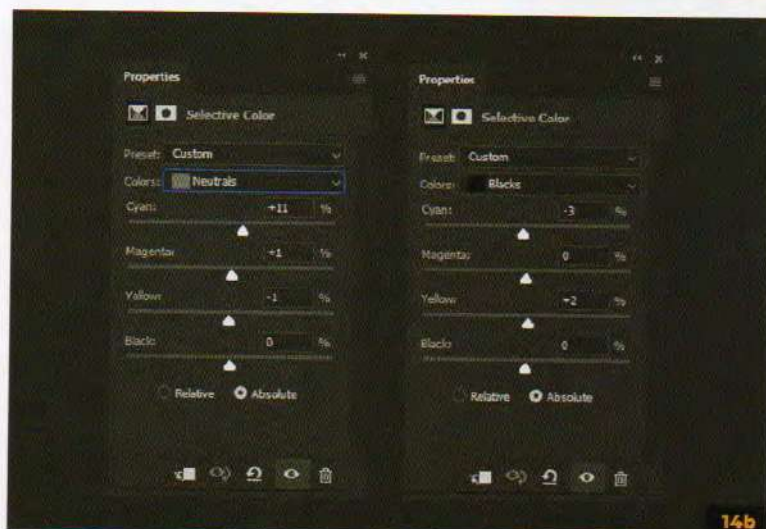 Properties
Selective Color
Preset: Custom
Colors: Neutrals
Cyan: +11 %
Magenta: +1 %
Yellow: -1 %
Black: 0 %
Relative Absolute
Properties
Selective Color
Preset: Custom
Colors: Blacks
Cyan: -3 %
Magenta: 0 %
Yellow: +2 %
Black: 0 %
Relative Absolute
14b